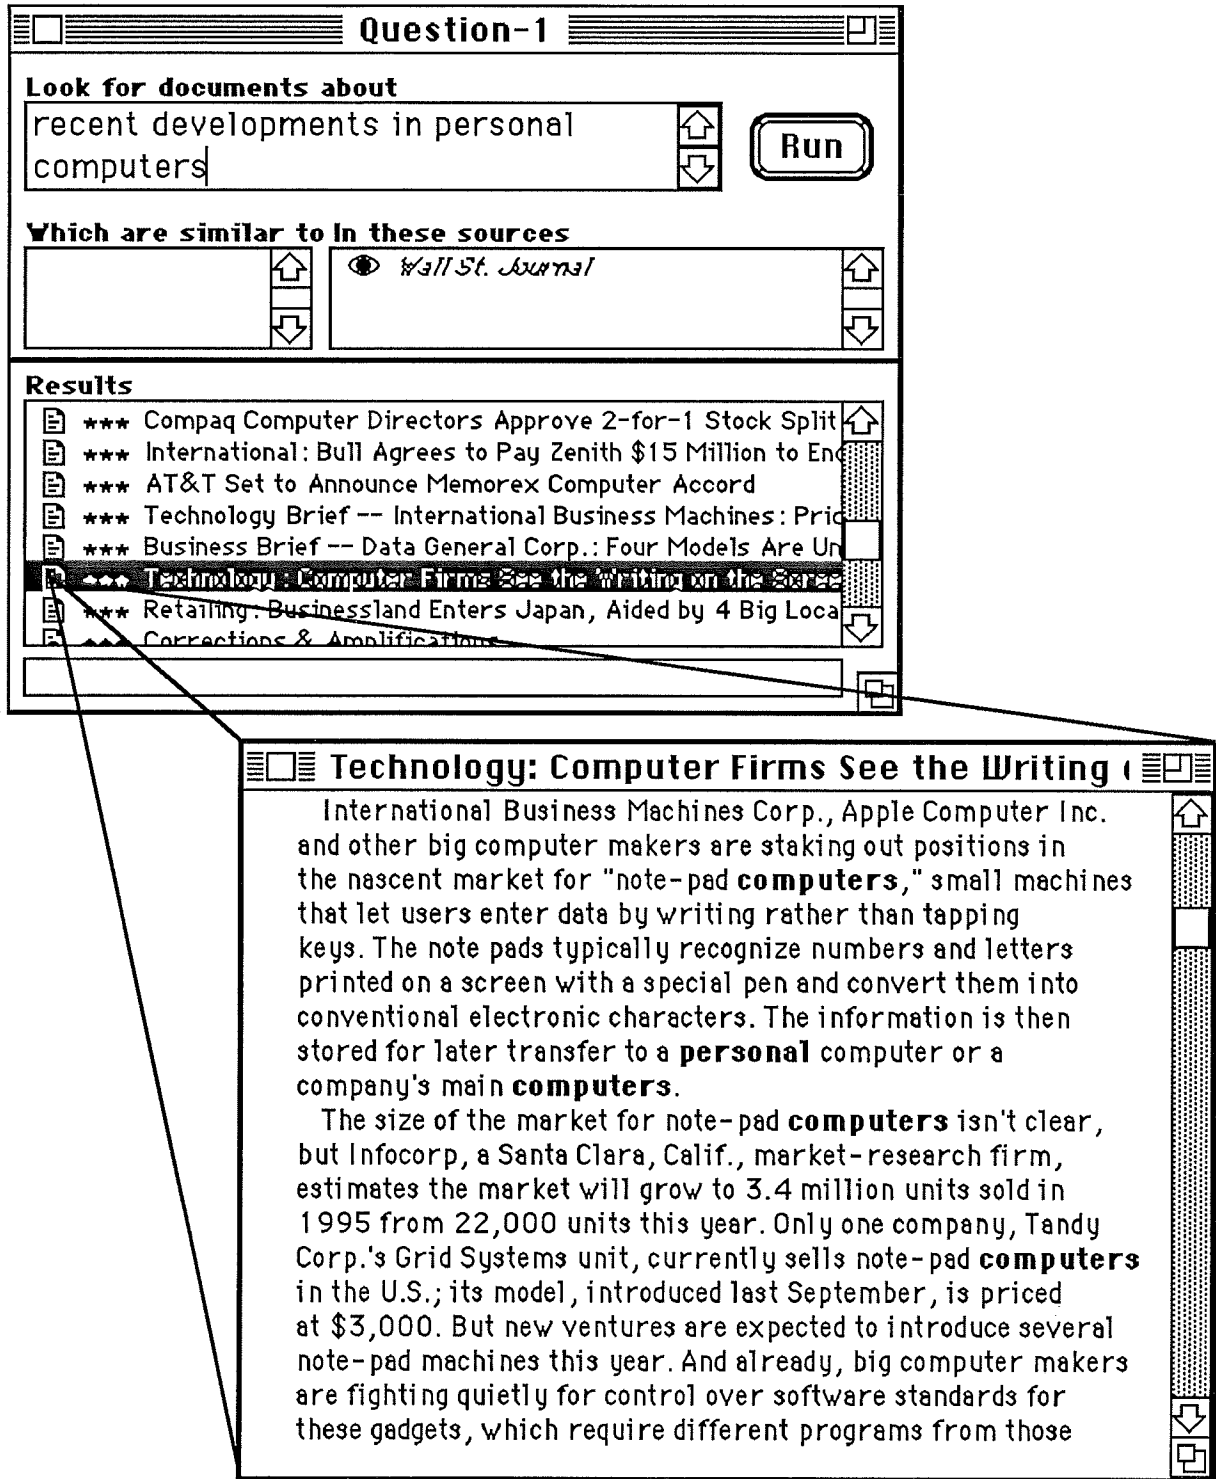 Question-1
Look for documents about
recent developments in personal
computers
Run
Which are similar to In these sources
Wall St. Journal
Results
*** Compaq Computer Directors Approve 2-for-1 Stock Split
*** International: Bull Agrees to Pay Zenith $15 Million to End
*** AT&T Set to Announce Memorex Computer Accord
*** Technology Brief -- International Business Machines: Pric
*** Business Brief -- Data General Corp.: Four Models Are Un
*** Technology: Computer Firms See the Writing on the Scree
*** Retailing: Businessland Enters Japan, Aided by 4 Big Loca
*** Corrections & Amplifications
Technology: Computer Firms See the Writing
International Business Machines Corp., Apple Computer Inc.
and other big computer makers are staking out positions in
the nascent market for "note-pad computers," small machines
that let users enter data by writing rather than tapping
keys. The note pads typically recognize numbers and letters
printed on a screen with a special pen and convert them into
conventional electronic characters. The information is then
stored for later transfer to a personal computer or a
company's main computers.
The size of the market for note-pad computers isn't clear,
but Infocorp, a Santa Clara, Calif., market-research firm,
estimates the market will grow to 3.4 million units sold in
1995 from 22,000 units this year. Only one company, Tandy
Corp.'s Grid Systems unit, currently sells note-pad computers
in the U.S.; its model, introduced last September, is priced
at $3,000. But new ventures are expected to introduce several
note-pad machines this year. And already, big computer makers
are fighting quietly for control over software standards for
these gadgets, which require different programs from those